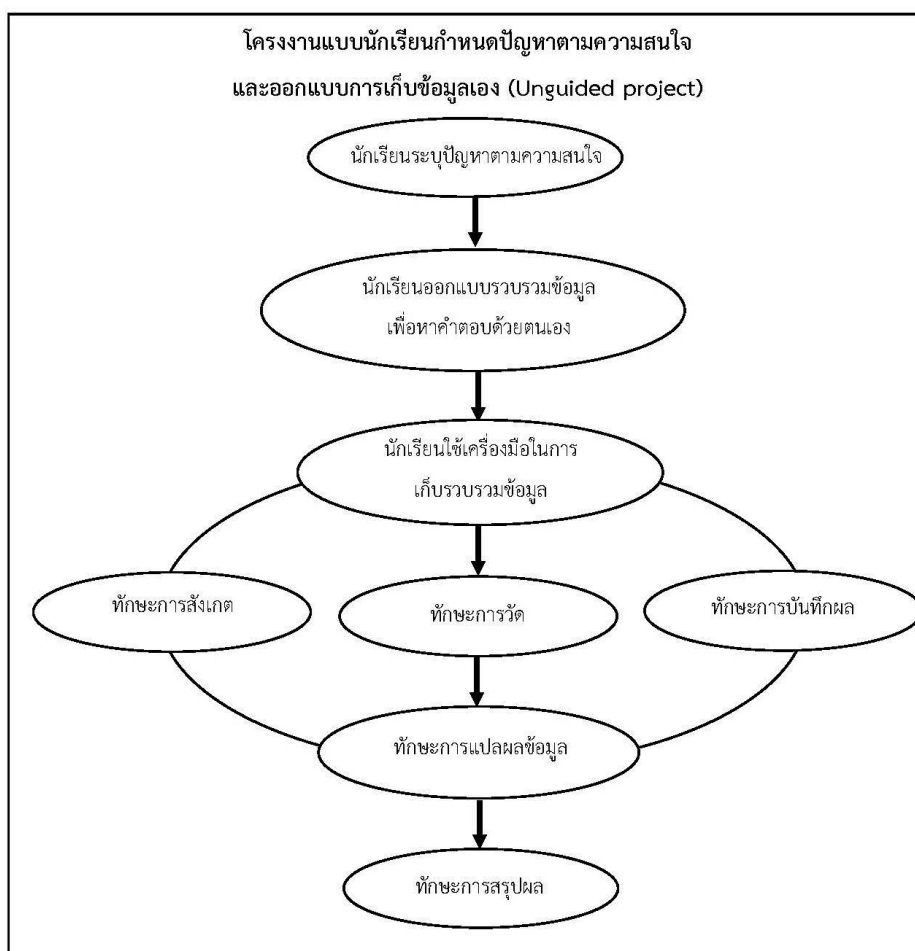 โครงงานแบบนักเรียนกำหนดปัญหาตามความสนใจ
และออกแบบการเก็บข้อมูลเอง (Unguided project)
นักเรียนระบุปัญหาตามความสนใจ
นักเรียนออกแบบรวบรวมข้อมูล
เพื่อหาคำตอบด้วยตนเอง
นักเรียนใช้เครื่องมือในการ
เก็บรวบรวมข้อมูล
ทักษะการสังเกต
ทักษะการวัด
ทักษะการบันทึกผล
ทักษะการแปลผลข้อมูล
ทักษะการสรุปผล